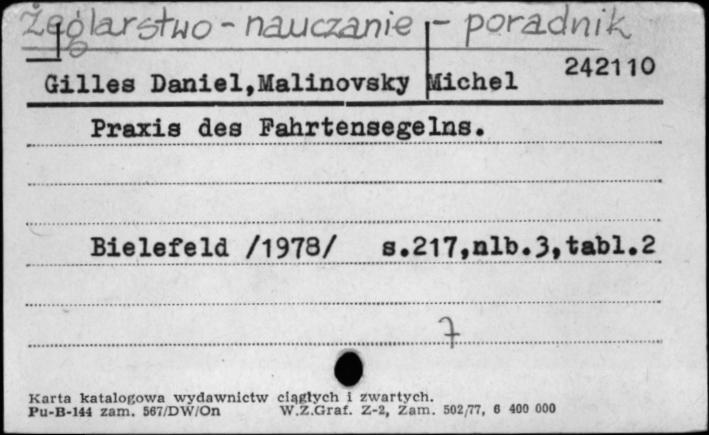 Żeglarstwo - nauczanie - poradnik
242110
Gilles Daniel,Malinovsky Michel
Praxis des Fahrtensegelns.
Bielefeld /1978/ s.217,nlb.3,tabl.2
7
Karta katalogowa wydawnictw ciągłych i zwartych.
Pu-B-144 zam. 567/DW/On W.Z.Graf. Z-2, Zam. 502/77, 6 400 000